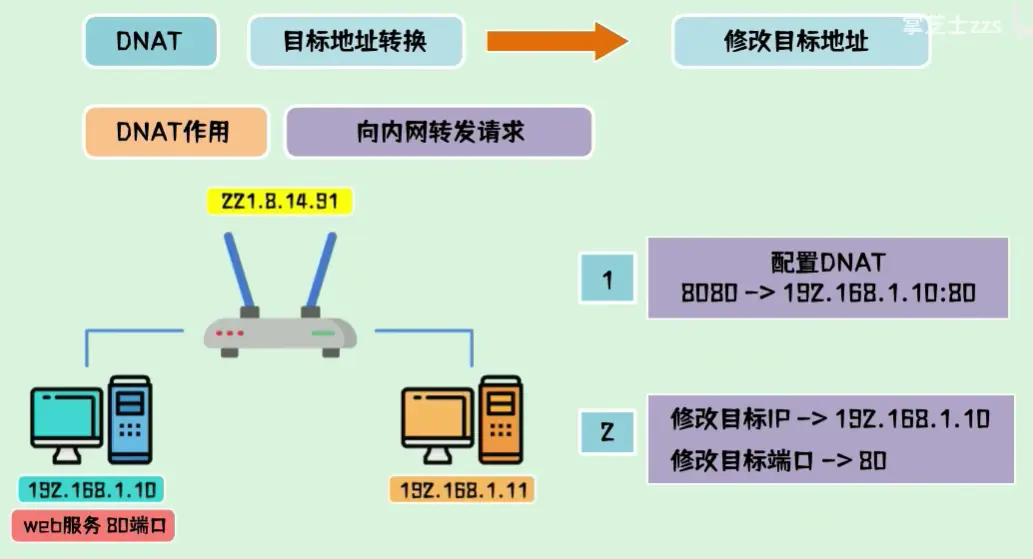 DNAT
目标地址转换
修改目标地址
掌芝士zzs
DNAT作用
向内网转发请求
221.8.14.91
1
配置DNAT
8080 -> 192.168.1.10:80
2
修改目标IP -> 192.168.1.10
修改目标端口 -> 80
192.168.1.10
web服务 80端口
192.168.1.11